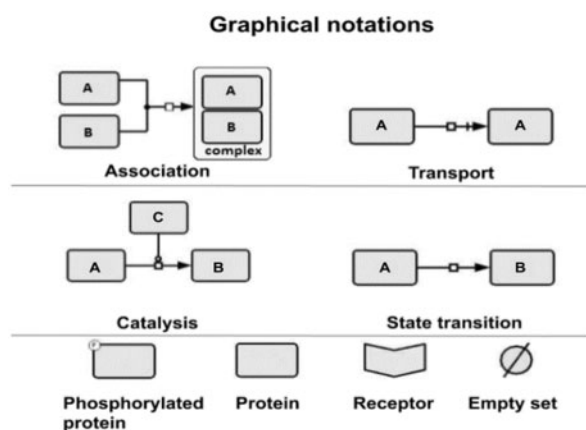 Graphical notations
A
B
A
B
complex
Association
A
A
Transport
C
A
B
Catalysis
A
B
State transition
P
Phosphorylated
protein
Protein
Receptor
Empty set